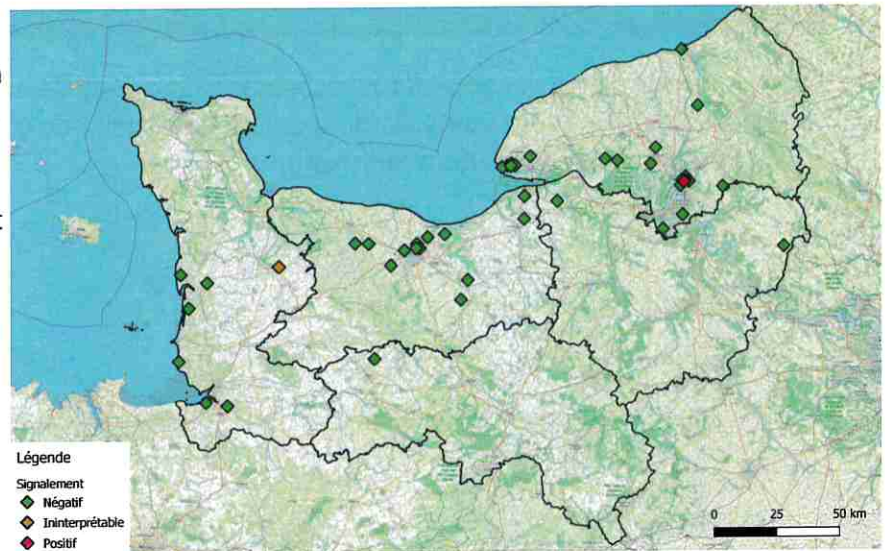 Légende
Signalement
Négatif
Ininterprétable
Positif
0 25 50 km